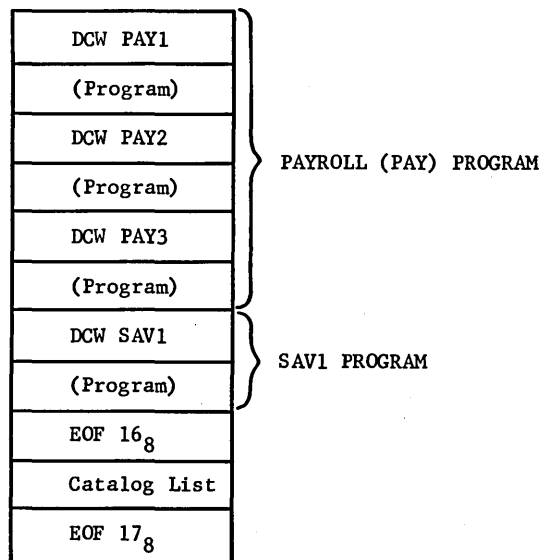 DCW PAY1
(Program)
DCW PAY2
(Program)
DCW PAY3
(Program)
PAYROLL (PAY) PROGRAM
DCW SAV1
(Program)
SAV1 PROGRAM
EOF 16₈
Catalog List
EOF 17₈